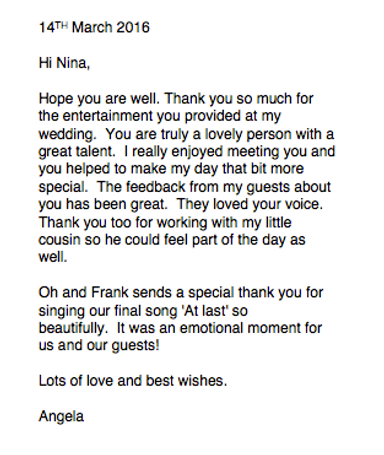 14TH March 2016
Hi Nina,
Hope you are well. Thank you so much for
the entertainment you provided at my
wedding.  You are truly a lovely person with a
great talent.  I really enjoyed meeting you and
you helped to make my day that bit more
special.  The feedback from my guests about
you has been great.  They loved your voice.
Thank you too for working with my little
cousin so he could feel part of the day as
well.
Oh and Frank sends a special thank you for
singing our final song 'At last' so
beautifully.  It was an emotional moment for
us and our guests!
Lots of love and best wishes.
Angela